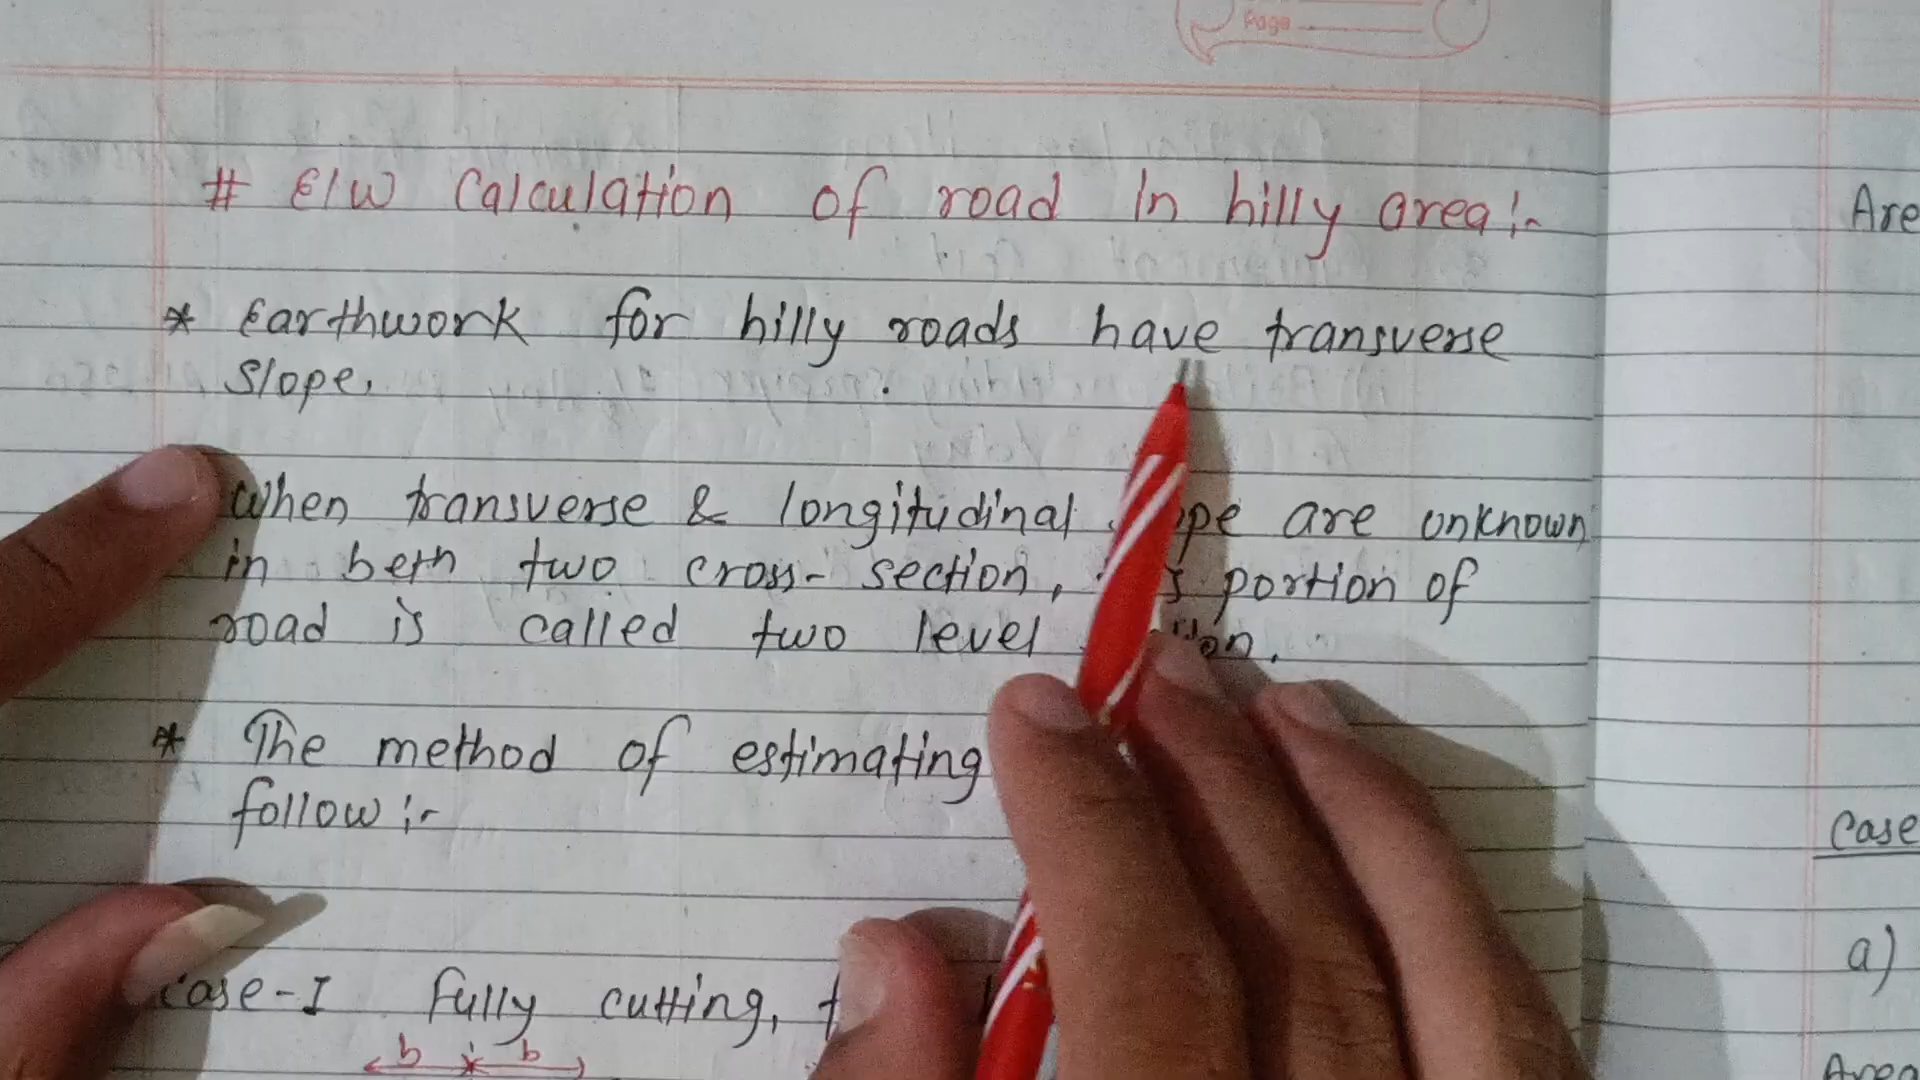 Page
# E/W Calculation of road in hilly area:-
* Earthwork for hilly roads have transverse
slope.
When transverse & longitudinal are unknown
in beth two cross-section, portion of
road is called two level
* The method of estimating
follow:-
Case-I fully cutting,
b b
Are
Case
a)
Area